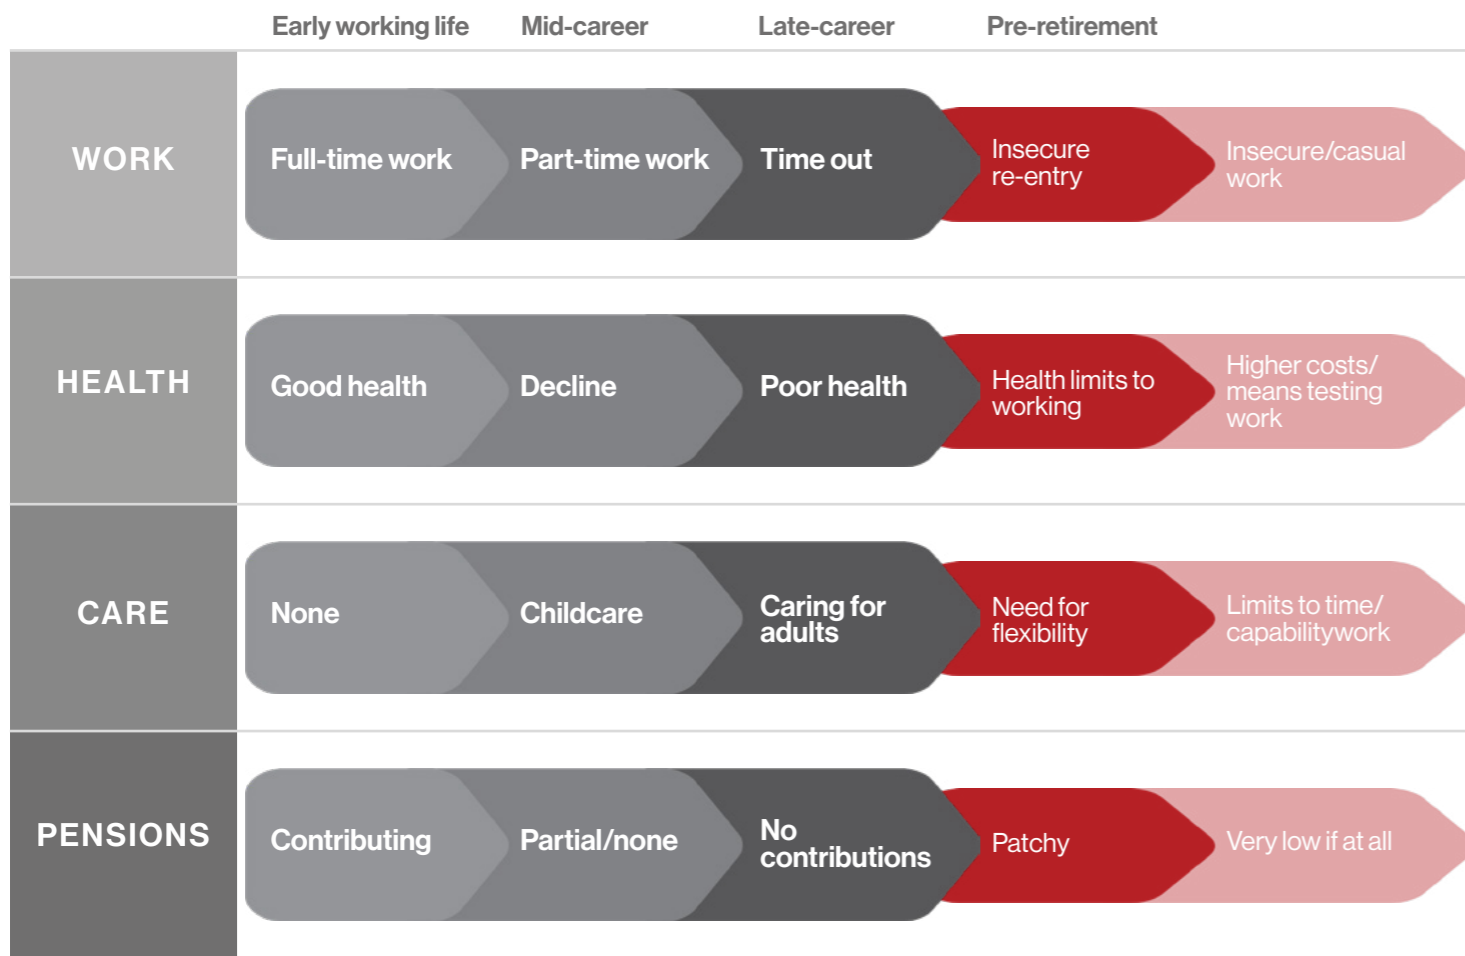 Early working life Mid-career Late-career Pre-retirement
WORK
Full-time work
Part-time work
Time out
Insecure
re-entry
Insecure/casual
work
HEALTH
Good health
Decline
Poor health
Health limits to
working
Higher costs/
means testing
work
CARE
None
Childcare
Caring for
adults
Need for
flexibility
Limits to time/
capabilitywork
PENSIONS
Contributing
Partial/none
No
contributions
Patchy
Very low if at all